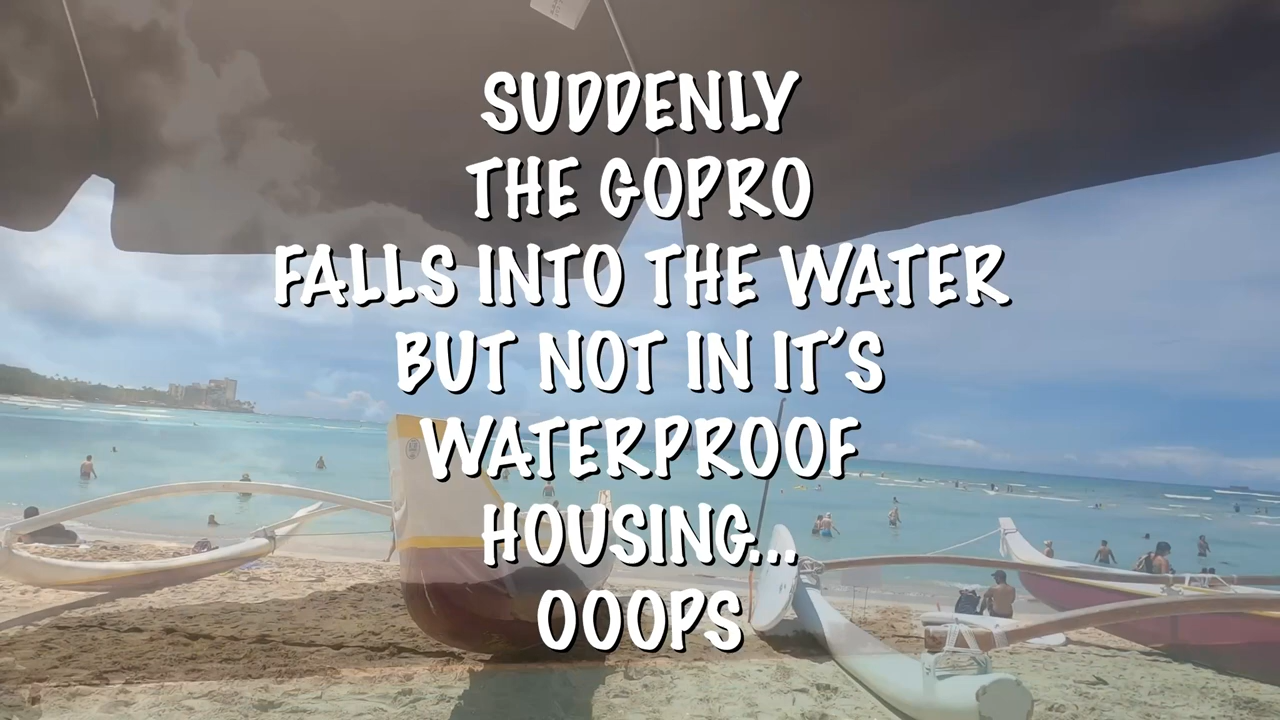 SUDDENLY
THE GOPRO
FALLS INTO THE WATER
BUT NOT IN IT’S
WATERPROOF
HOUSING...
OOOPS